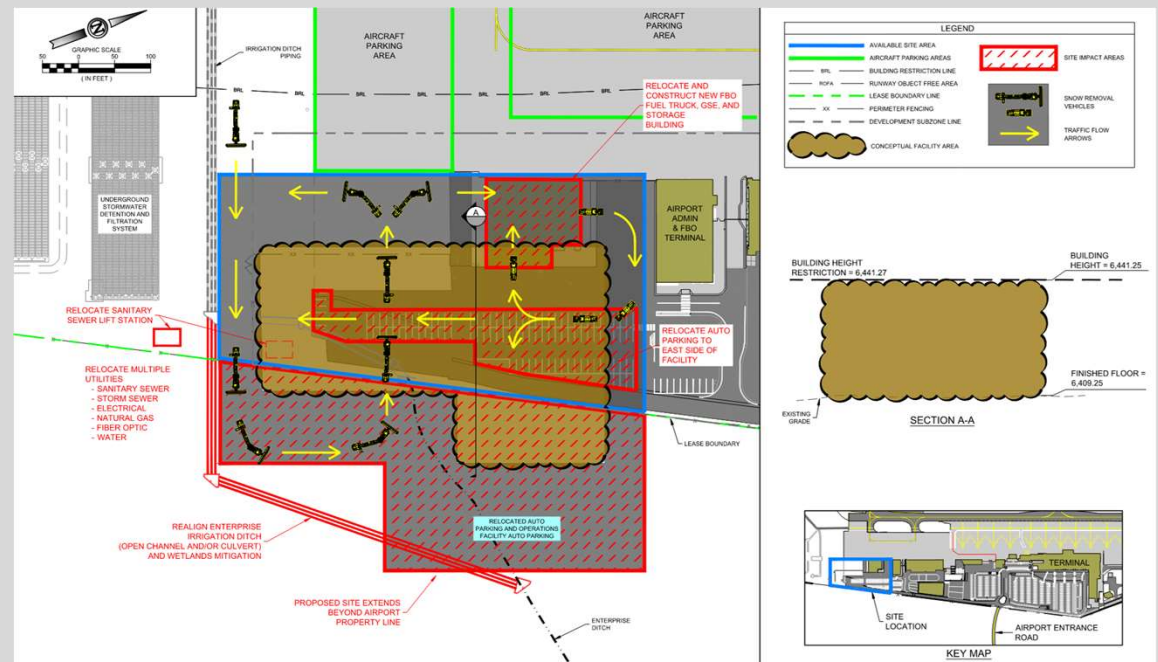 N
GRAPHIC SCALE
50 0 50 100
( IN FEET )
IRRIGATION DITCH
PIPING
AIRCRAFT
PARKING
AREA
AIRCRAFT
PARKING
AREA
BRL BRL BRL BRL BRL BRL
RELOCATE AND
CONSTRUCT NEW FBO
FUEL TRUCK, GSE, AND
STORAGE
BUILDING
UNDERGROUND
STORMWATER
DETENTION AND
FILTRATION
SYSTEM
A
AIRPORT
ADMIN
& FBO
TERMINAL
RELOCATE SANITARY
SEWER LIFT STATION
RELOCATE AUTO
PARKING TO
EAST SIDE OF
FACILITY
RELOCATE MULTIPLE
UTILITIES
- SANITARY SEWER
- STORM SEWER
- ELECTRICAL
- NATURAL GAS
- FIBER OPTIC
- WATER
LEASE BOUNDARY
REALIGN ENTERPRISE
IRRIGATION DITCH
(OPEN CHANNEL AND/OR CULVERT)
AND WETLANDS MITIGATION
RELOCATED AUTO
PARKING AND OPERATIONS
FACILITY AUTO PARKING
PROPOSED SITE EXTENDS
BEYOND AIRPORT
PROPERTY LINE
ENTERPRISE
DITCH
LEGEND
AVAILABLE SITE AREA
AIRCRAFT PARKING AREAS
BRL BUILDING RESTRICTION LINE
ROFA RUNWAY OBJECT FREE AREA
LEASE BOUNDARY LINE
XX PERIMETER FENCING
DEVELOPMENT SUBZONE LINE
CONCEPTUAL FACILITY AREA
SITE IMPACT AREAS
SNOW REMOVAL
VEHICLES
TRAFFIC FLOW
ARROWS
BUILDING HEIGHT
RESTRICTION = 6,441.27
BUILDING
HEIGHT = 6,441.25
FINISHED FLOOR =
6,409.25
EXISTING
GRADE
SECTION A-A
TERMINAL
SITE
LOCATION
AIRPORT ENTRANCE
ROAD
KEY MAP